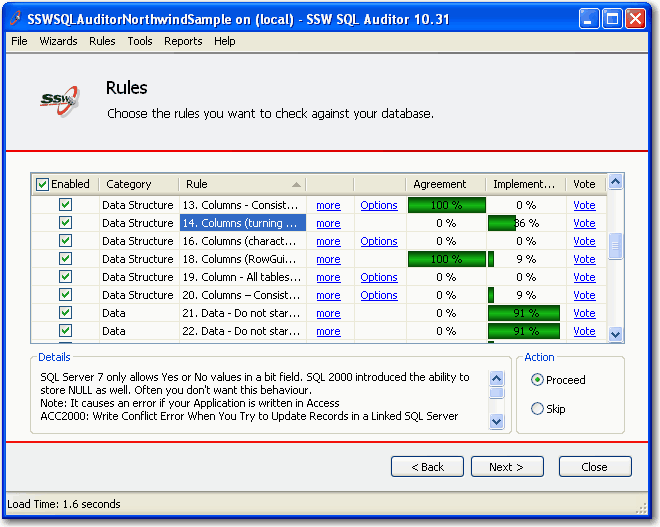 SSWSQLAuditorNorthwindSample on (local) - SSW SQL Auditor 10.31
File Wizards Rules Tools Reports Help
SSW
Rules
Choose the rules you want to check against your database.
Enabled Category Rule Agreement Implement... Vote
Data Structure 13. Columns - Consist... more Options 100 % 0 % Vote
Data Structure 14. Columns (turning ... more 0 % 36 % Vote
Data Structure 16. Columns (charact... more Options 0 % 0 % Vote
Data Structure 18. Columns (RowGui... more 100 % 9 % Vote
Data Structure 19. Column - All tables... more Options 0 % 0 % Vote
Data Structure 20. Columns – Consist... more Options 0 % 9 % Vote
Data 21. Data - Do not star... more 0 % 91 % Vote
Data 22. Data - Do not star... more 0 % 91 % Vote
Details
SQL Server 7 only allows Yes or No values in a bit field. SQL 2000 introduced the ability to
store NULL as well. Often you don't want this behaviour.
Note: It causes an error if your Application is written in Access
ACC2000: Write Conflict Error When You Try to Update Records in a Linked SQL Server
Action
Proceed
Skip
< Back Next > Close
Load Time: 1.6 seconds